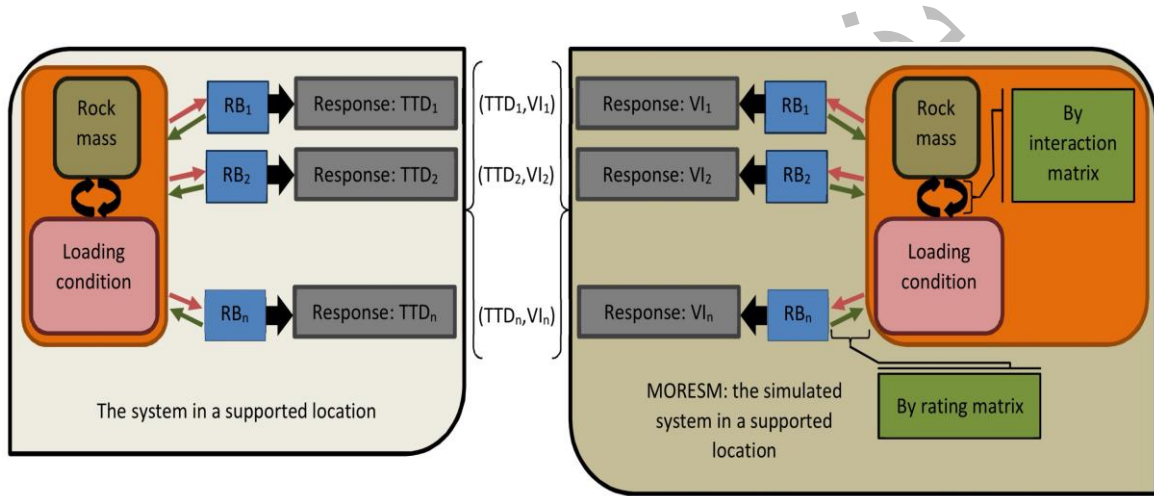 Rock
mass
Loading
condition
RB₁
Response: TTD₁
RB₂
Response: TTD₂
RBₙ
Response: TTDₙ
The system in a supported location
(TTD₁,VI₁)
(TTD₂,VI₂)
(TTDₙ,VIₙ)
Response: VI₁
RB₁
Response: VI₂
RB₂
Response: VIₙ
RBₙ
Rock
mass
Loading
condition
By
interaction
matrix
By rating matrix
MORESM: the simulated
system in a supported
location